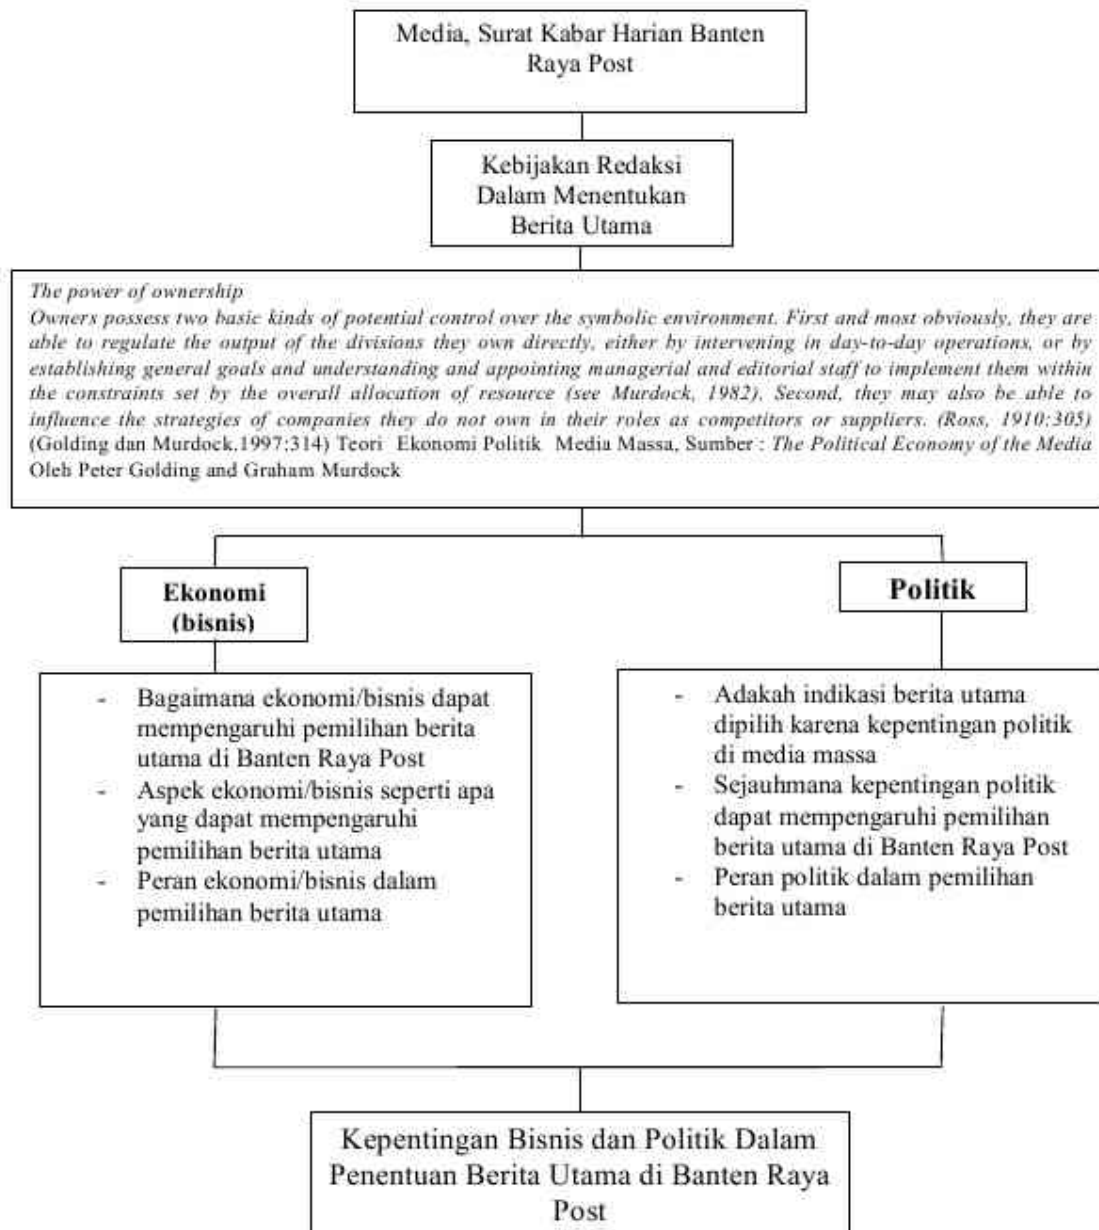 Media, Surat Kabar Harian Banten
Raya Post
Kebijakan Redaksi
Dalam Menentukan
Berita Utama
The power of ownership
Owners possess two basic kinds of potential control over the symbolic environment. First and most obviously, they are
able to regulate the output of the divisions they own directly, either by intervening in day-to-day operations, or by
establishing general goals and understanding and appointing managerial and editorial staff to implement them within
the constraints set by the overall allocation of resource (see Murdock, 1982). Second, they may also be able to
influence the strategies of companies they do not own in their roles as competitors or suppliers. (Ross, 1910:305)
(Golding dan Murdock,1997:314) Teori Ekonomi Politik Media Massa, Sumber : The Political Economy of the Media
Oleh Peter Golding and Graham Murdock
Ekonomi
(bisnis)
- Bagaimana ekonomi/bisnis dapat
mempengaruhi pemilihan berita
utama di Banten Raya Post
- Aspek ekonomi/bisnis seperti apa
yang dapat mempengaruhi
pemilihan berita utama
- Peran ekonomi/bisnis dalam
pemilihan berita utama
Politik
- Adakah indikasi berita utama
dipilih karena kepentingan politik
di media massa
- Sejauhmana kepentingan politik
dapat mempengaruhi pemilihan
berita utama di Banten Raya Post
- Peran politik dalam pemilihan
berita utama
Kepentingan Bisnis dan Politik Dalam
Penentuan Berita Utama di Banten Raya
Post